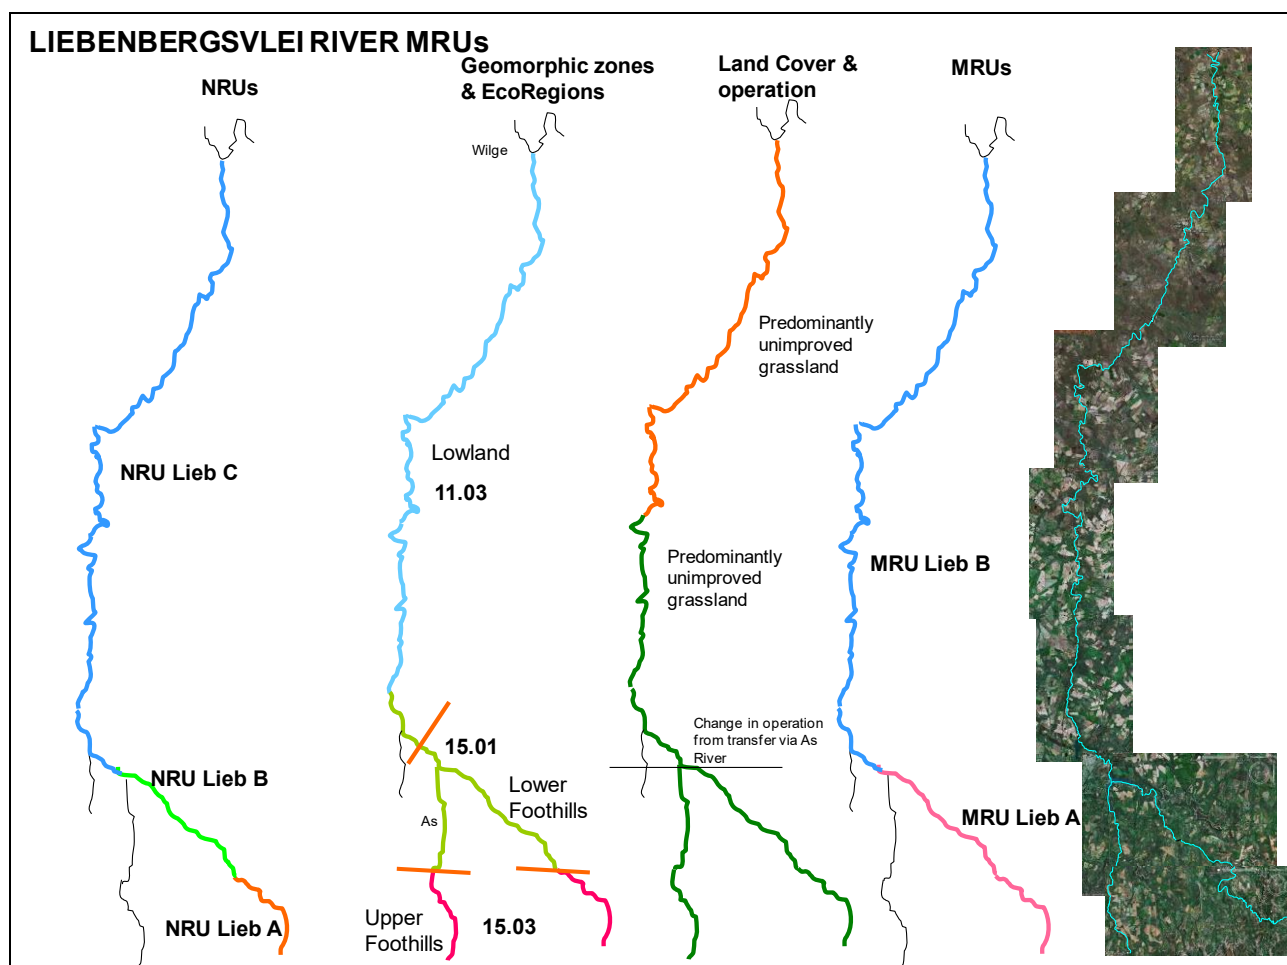 LIEBENBERGSVLEI RIVER MRUs
NRUs
Geomorphic zones
& EcoRegions
Land Cover &
operation
MRUs
Wilge
Predominantly
unimproved
grassland
NRU Lieb C
Lowland
11.03
Predominantly
unimproved
grassland
MRU Lieb B
Change in operation
from transfer via As
River
15.01
NRU Lieb B
Lower
Foothills
As
MRU Lieb A
Upper
Foothills
15.03
NRU Lieb A